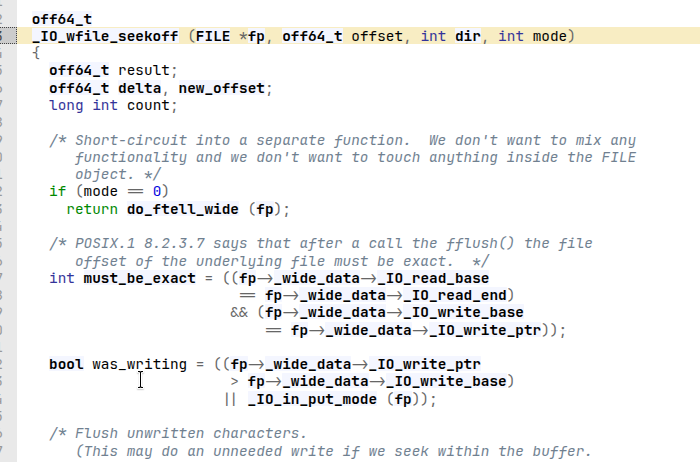 off64_t
_IO_wfile_seekoff (FILE *fp, off64_t offset, int dir, int mode)
{
off64_t result;
off64_t delta, new_offset;
long int count;
/* Short-circuit into a separate function.  We don't want to mix any
functionality and we don't want to touch anything inside the FILE
object. */
if (mode == 0)
return do_ftell_wide (fp);
/* POSIX.1 8.2.3.7 says that after a call the fflush() the file
offset of the underlying file must be exact.  */
int must_be_exact = ((fp->_wide_data->_IO_read_base
== fp->_wide_data->_IO_read_end)
&& (fp->_wide_data->_IO_write_base
== fp->_wide_data->_IO_write_ptr));
bool was_writing = ((fp->_wide_data->_IO_write_ptr
> fp->_wide_data->_IO_write_base)
|| _IO_in_put_mode (fp));
/* Flush unwritten characters.
(This may do an unneeded write if we seek within the buffer.